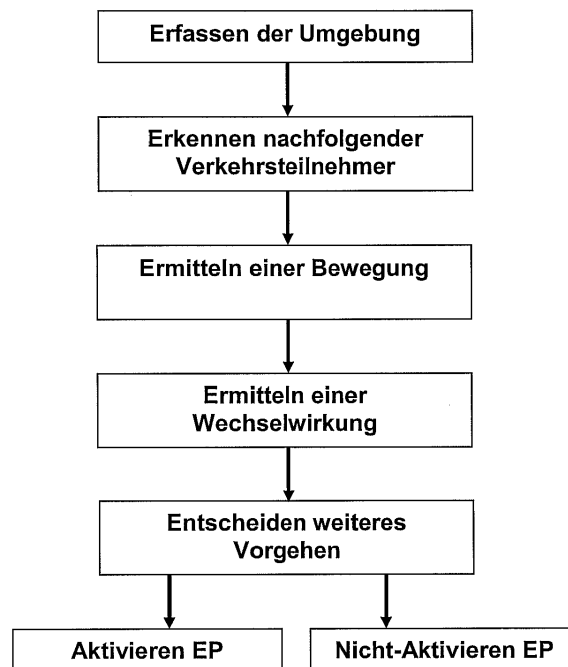 Erfassen der Umgebung
Erkennen nachfolgender
Verkehrsteilnehmer
Ermitteln einer Bewegung
Ermitteln einer
Wechselwirkung
Entscheiden weiteres
Vorgehen
Aktivieren EP
Nicht-Aktivieren EP